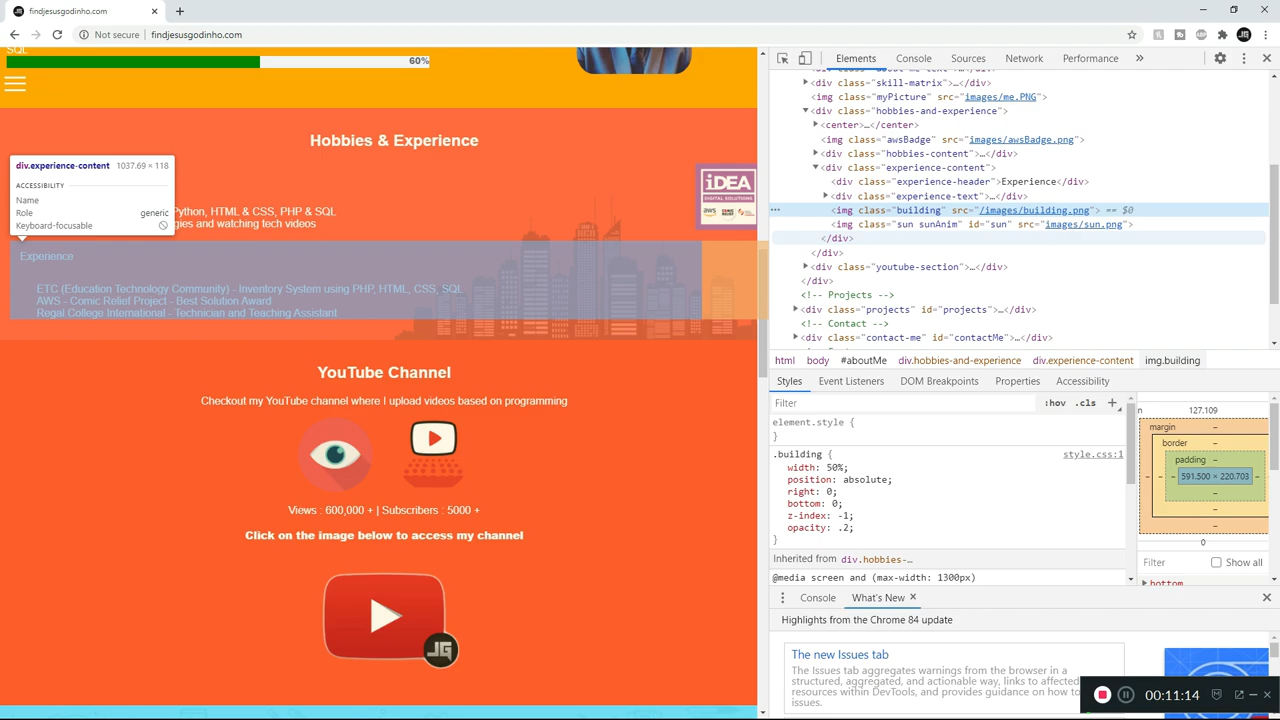 findjesusgodinho.com
Not secure | findjesusgodinho.com
SQL
60%
Hobbies & Experience
div.experience-content 1037.69 × 118
ACCESSIBILITY
Name
Role generic
Keyboard-focusable
Python, HTML & CSS, PHP & SQL
gies and watching tech videos
iDEA
DIGITAL SOLUTIONS
aws
Experience
ETC (Education Technology Community) - Inventory System using PHP, HTML, CSS, SQL
AWS - Comic Relief Project - Best Solution Award
Regal College International - Technician and Teaching Assistant
YouTube Channel
Checkout my YouTube channel where I upload videos based on programming
Views : 600,000 + | Subscribers : 5000 +
Click on the image below to access my channel
JG
Elements Console Sources Network Performance »
<div class="skill-matrix">…</div>
<img class="myPicture" src="images/me.PNG">
<div class="hobbies-and-experience">
<center>…</center>
<img class="awsBadge" src="images/awsBadge.png">
<div class="hobbies-content">…</div>
<div class="experience-content">
<div class="experience-header">Experience</div>
<div class="experience-text">…</div>
<img class="building" src="/images/building.png"> == $0
<img class="sun sunAnim" id="sun" src="images/sun.png">
</div>
</div>
<div class="youtube-section">…</div>
</div>
<!-- Projects -->
<div class="projects" id="projects">…</div>
<!-- Contact -->
<div class="contact-me" id="contactMe">…</div>
html body #aboutMe div.hobbies-and-experience div.experience-content img.building
Styles Event Listeners DOM Breakpoints Properties Accessibility
Filter :hov .cls +
element.style {
}
.building { style.css:1
width: 50%;
position: absolute;
right: 0;
bottom: 0;
z-index: -1;
opacity: .2;
}
Inherited from div.hobbies-…
@media screen and (max-width: 1300px)
n 127.109
margin –
border –
padding –
– – – 591.500 × 220.703 – – –
–
–
–
0
Filter Show all
bottom
Console What's New ×
Highlights from the Chrome 84 update
The new Issues tab
The Issues tab aggregates warnings from the browser in a
structured, aggregated, and actionable way, links to affected
resources within DevTools, and provides guidance on how to
issues.
00:11:14